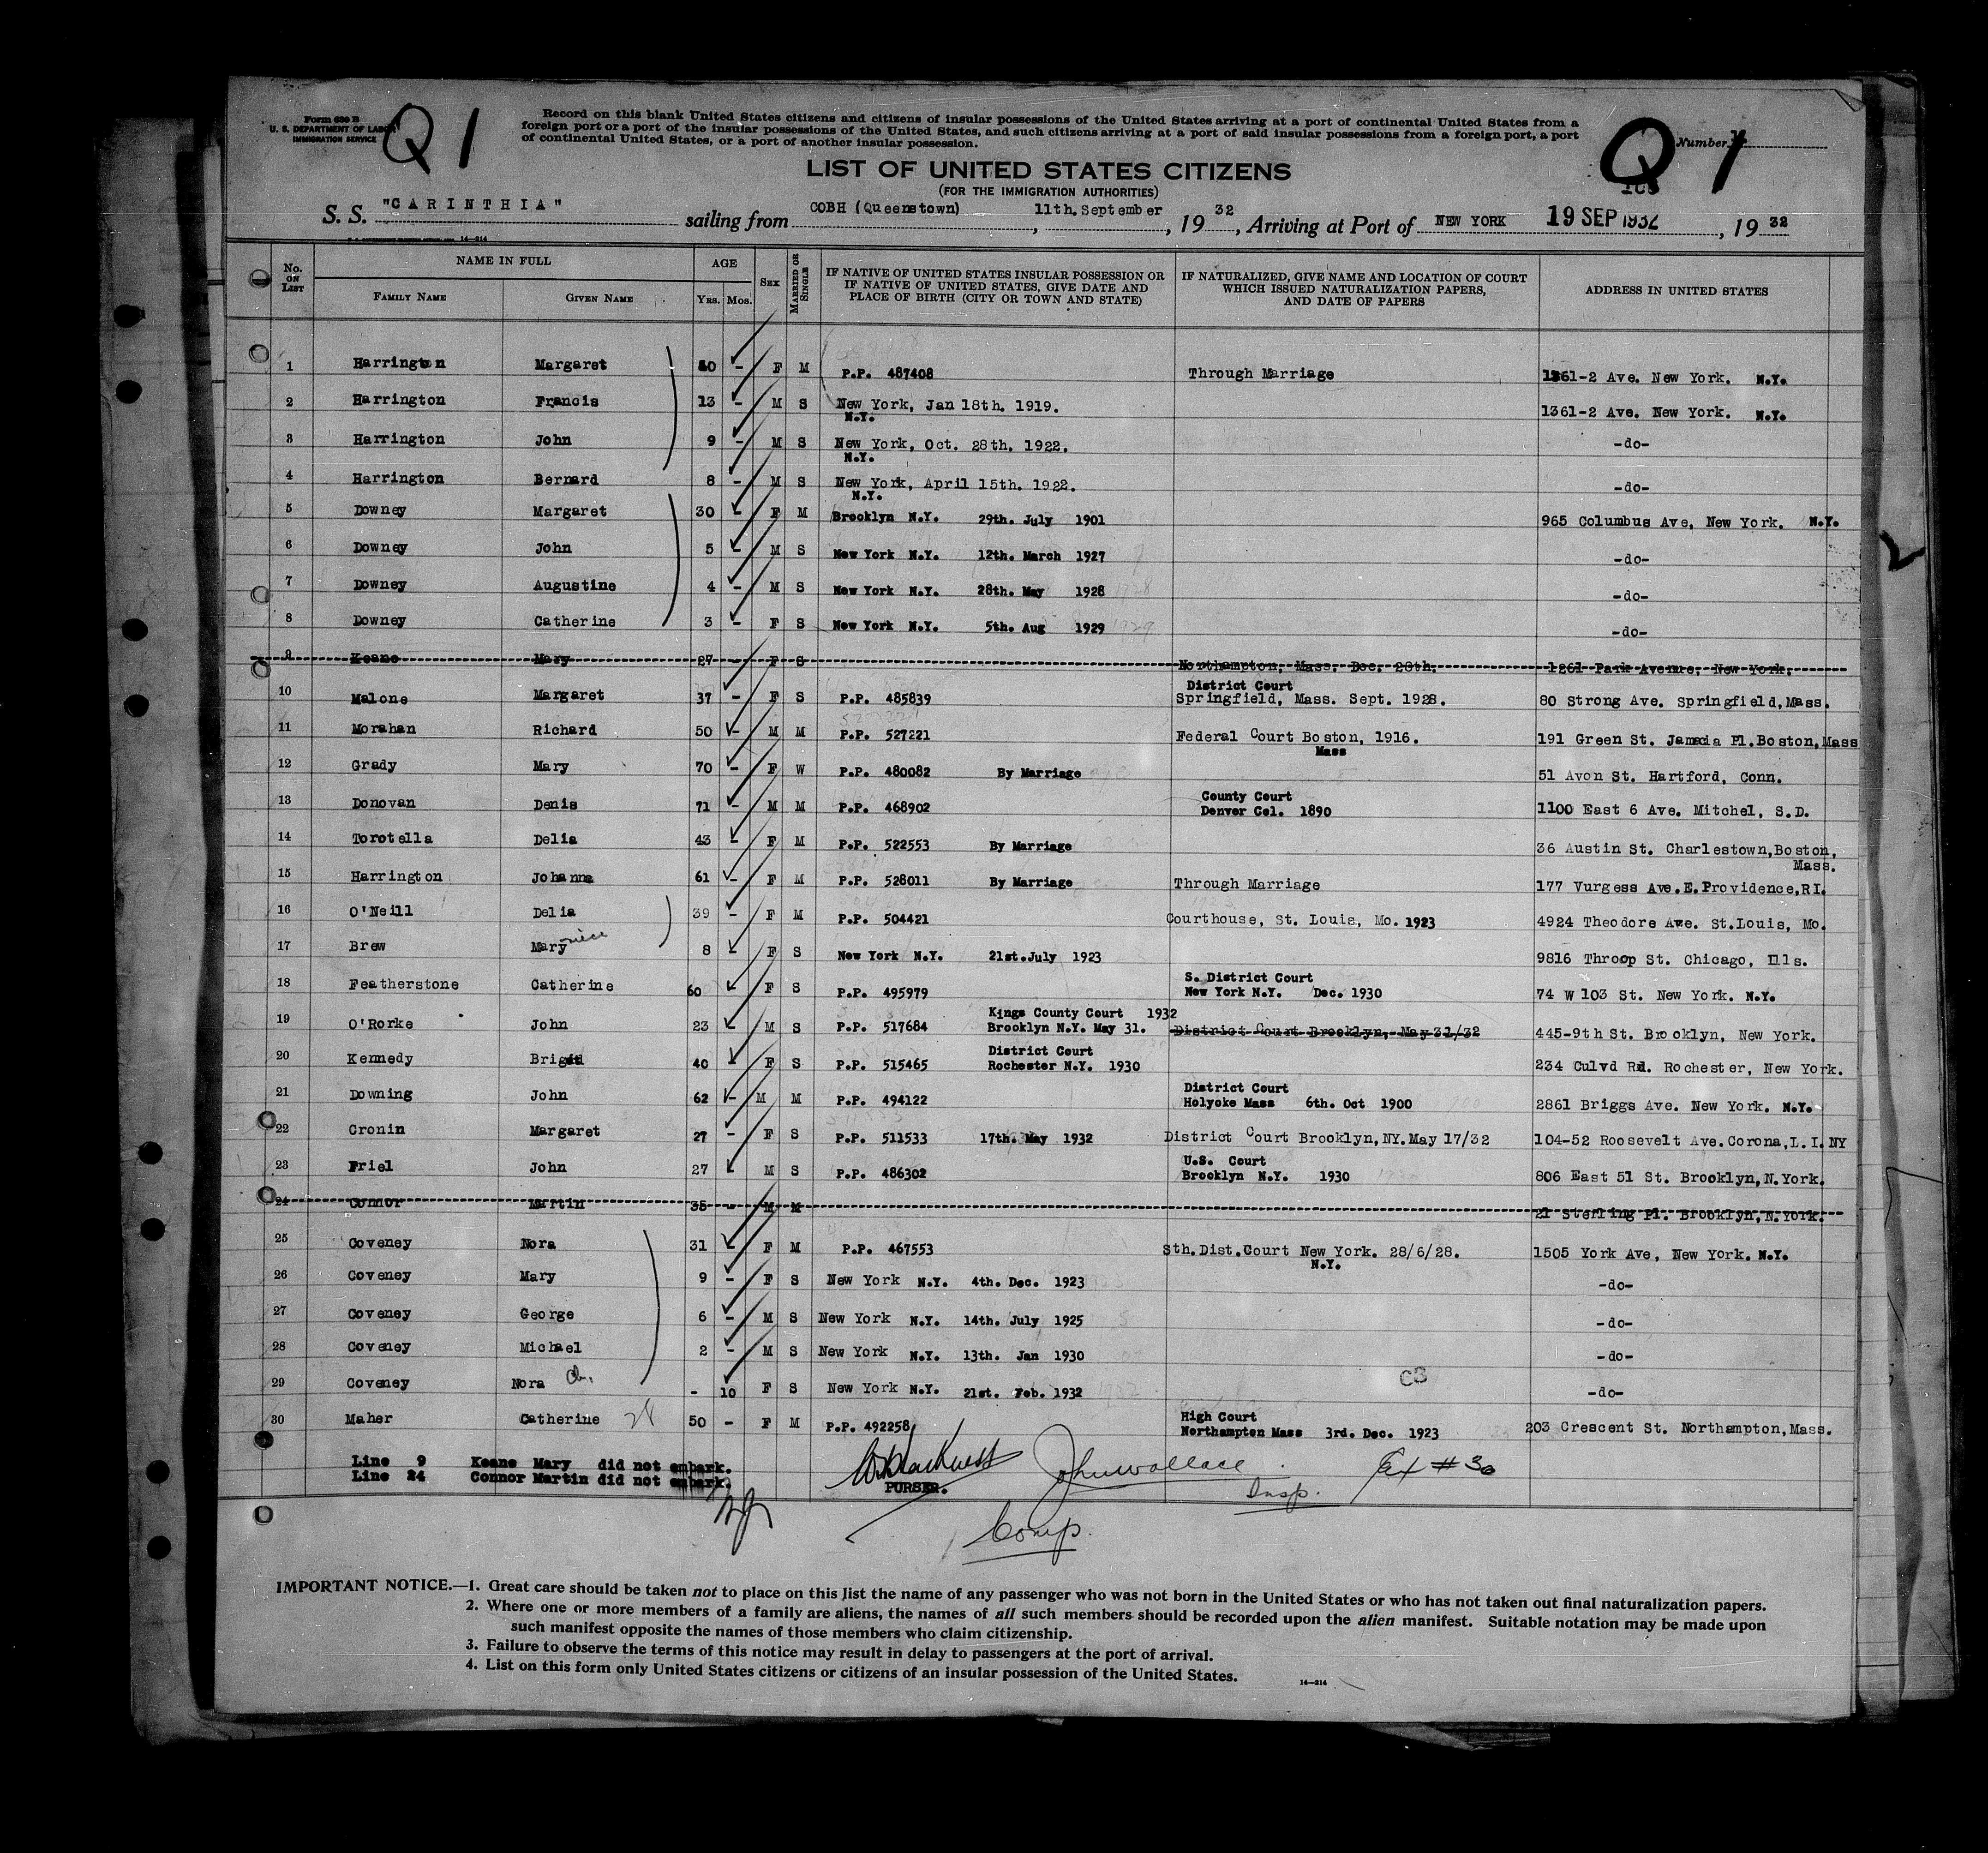 Form 630 B
U. S. DEPARTMENT OF LABOR
IMMIGRATION SERVICE
Q 1
Record on this blank United States citizens and citizens of insular possessions of the United States arriving at a port of continental United States from a
foreign port or a port of the insular possessions of the United States, and such citizens arriving at a port of said insular possessions from a foreign port, a port
of continental United States, or a port of another insular possession.
Q 1
Number
LIST OF UNITED STATES CITIZENS
(FOR THE IMMIGRATION AUTHORITIES)
S. S. "CARINTHIA" sailing from COBH (Queenstown), 11th. September, 19 32, Arriving at Port of NEW YORK 19 SEP 1932, 19 32
No. ON LIST NAME IN FULL FAMILY NAME GIVEN NAME AGE YRS. MOS. SEX MARRIED OR SINGLE IF NATIVE OF UNITED STATES INSULAR POSSESSION OR IF NATIVE OF UNITED STATES, GIVE DATE AND PLACE OF BIRTH (CITY OR TOWN AND STATE) IF NATURALIZED, GIVE NAME AND LOCATION OF COURT WHICH ISSUED NATURALIZATION PAPERS, AND DATE OF PAPERS ADDRESS IN UNITED STATES
1 Harrington Margaret 40 - F M P.P. 487408 Through Marriage 1361-2 Ave. New York. N.Y.
2 Harrington Francis 13 - M S New York, Jan 18th. 1919. N.Y. 1361-2 Ave. New York. N.Y.
3 Harrington John 9 - M S New York, Oct. 28th. 1922. N.Y. -do-
4 Harrington Bernard 8 - M S New York, April 15th. 1922. N.Y. -do-
5 Downey Margaret 30 - F M Brooklyn N.Y. 29th. July 1901 965 Columbus Ave, New York. N.Y.
6 Downey John 5 - M S New York N.Y. 12th. March 1927 -do-
7 Downey Augustine 4 - M S New York N.Y. 28th. May 1928 -do-
8 Downey Catherine 3 - F S New York N.Y. 5th. Aug 1929 -do-
9 Keane Mary 27 - F S Northampton, Mass. Dec. 26th. 1261 Park Avenue, New York.
10 Malone Margaret 37 - F S P.P. 485839 District Court Springfield, Mass. Sept. 1928. 80 Strong Ave. Springfield, Mass.
11 Morahan Richard 50 - M M P.P. 527221 Federal Court Boston, 1916. Mass 191 Green St. Jamacia Pl. Boston, Mass
12 Grady Mary 70 - F W P.P. 480082 By Marriage 51 Avon St. Hartford, Conn.
13 Donovan Denis 71 - M M P.P. 468902 County Court Denver Col. 1890 1100 East 6 Ave. Mitchel, S.D.
14 Torotella Delia 43 - F M P.P. 522553 By Marriage 36 Austin St. Charlestown, Boston, Mass.
15 Harrington Johanna 61 - F M P.P. 528011 By Marriage Through Marriage 177 Vurgess Ave. E. Providence, RI.
16 O'Neill Delia 39 - F M P.P. 504421 Courthouse, St. Louis, Mo. 1923 4924 Theodore Ave. St. Louis, Mo.
17 Brew Mary niece 8 - F S New York N.Y. 21st. July 1923 9816 Throop St. Chicago, Ills.
18 Featherstone Catherine 60 - F S P.P. 495979 S. District Court New York N.Y. Dec. 1930 74 W 103 St. New York. N.Y.
19 O'Rorke John 23 - M S P.P. 517684 Kings County Court 1932 Brooklyn N.Y. May 31. District Court Brooklyn, May 31/32 445-9th St. Brooklyn, New York.
20 Kennedy Brigid 40 - F S P.P. 515465 District Court Rochester N.Y. 1930 234 Culvd Rd. Rochester, New York.
21 Downing John 62 - M M P.P. 494122 District Court Holyoke Mass 6th. Oct 1900 2861 Briggs Ave. New York. N.Y.
22 Cronin Margaret 27 - F S P.P. 511533 17th. May 1932 District Court Brooklyn, NY. May 17/32 104-52 Roosevelt Ave. Corona, L.I. NY
23 Friel John 27 - M S P.P. 486302 U.S. Court Brooklyn N.Y. 1930 806 East 51 St. Brooklyn, N. York.
24 Connor Martin 35 - M M 21 Sterling Pl. Brooklyn, N. York.
25 Coveney Nora 31 - F M P.P. 467553 Sth. Dist. Court New York. 28/6/28. N.Y. 1505 York Ave, New York. N.Y.
26 Coveney Mary 9 - F S New York N.Y. 4th. Dec. 1923 -do-
27 Coveney George 6 - M S New York N.Y. 14th. July 1925 -do-
28 Coveney Michael 2 - M S New York N.Y. 13th. Jan 1930 -do-
29 Coveney Nora Ch. - 10 F S New York N.Y. 21st. Feb. 1932 CB -do-
30 Maher Catherine 28 50 - F M P.P. 492258 High Court Northampton Mass 3rd. Dec. 1923 203 Crescent St. Northampton, Mass.
Line 9 Keane Mary did not embark.
Line 24 Connor Martin did not embark.
PURSER.
John Wallace Insp.
#30
Comp.
IMPORTANT NOTICE.—1. Great care should be taken not to place on this list the name of any passenger who was not born in the United States or who has not taken out final naturalization papers.
2. Where one or more members of a family are aliens, the names of all such members should be recorded upon the alien manifest. Suitable notation may be made upon
such manifest opposite the names of those members who claim citizenship.
3. Failure to observe the terms of this notice may result in delay to passengers at the port of arrival.
4. List on this form only United States citizens or citizens of an insular possession of the United States.
14—214